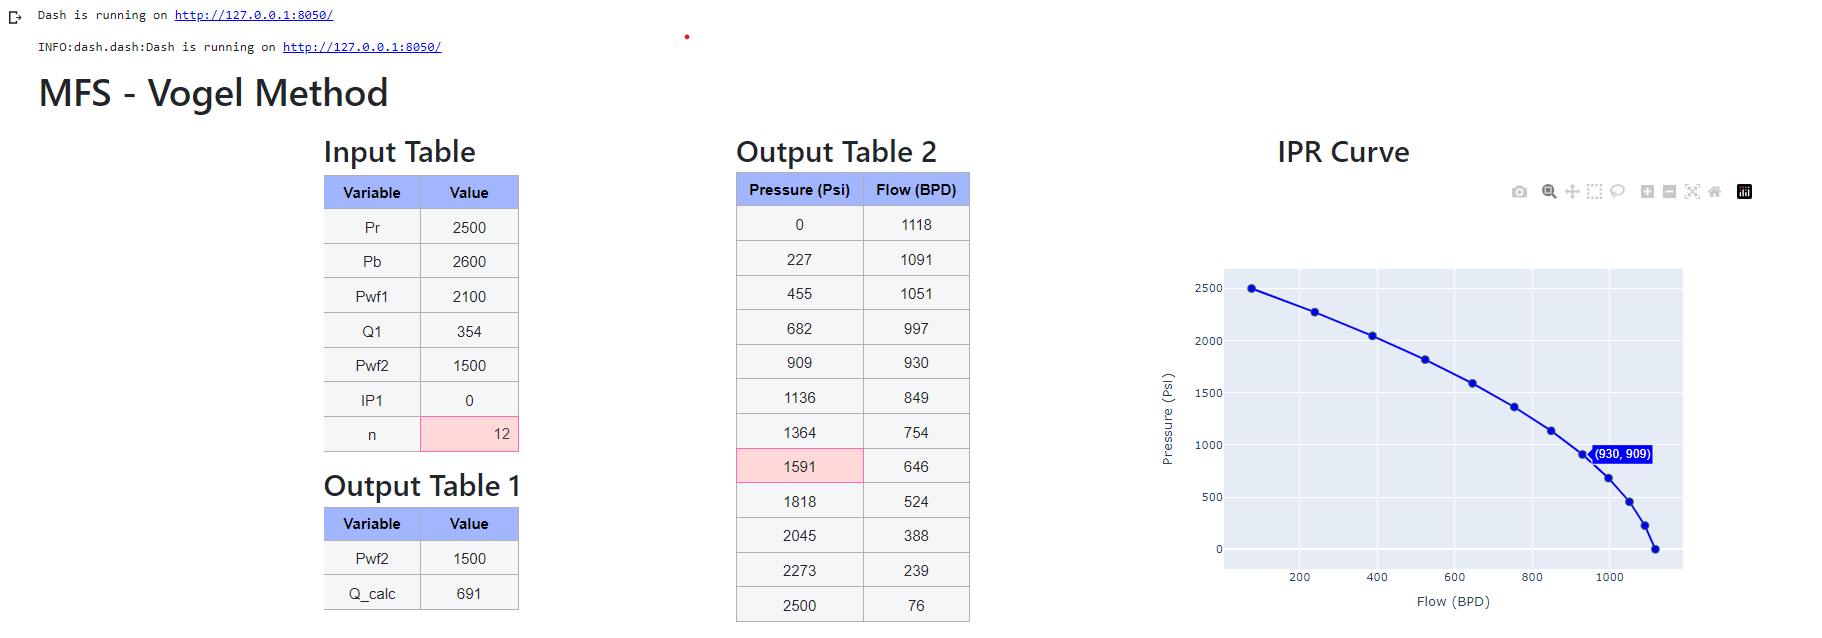 Dash is running on http://127.0.0.1:8050/
INFO:dash.dash:Dash is running on http://127.0.0.1:8050/
MFS - Vogel Method
Input Table
Variable Value
Pr 2500
Pb 2600
Pwf1 2100
Q1 354
Pwf2 1500
IP1 0
n 12
Output Table 1
Variable Value
Pwf2 1500
Q_calc 691
Output Table 2
Pressure (Psi) Flow (BPD)
0 1118
227 1091
455 1051
682 997
909 930
1136 849
1364 754
1591 646
1818 524
2045 388
2273 239
2500 76
IPR Curve
2500
2000
1500
1000
500
0
Pressure (Psi)
(930, 909)
200 400 600 800 1000
Flow (BPD)